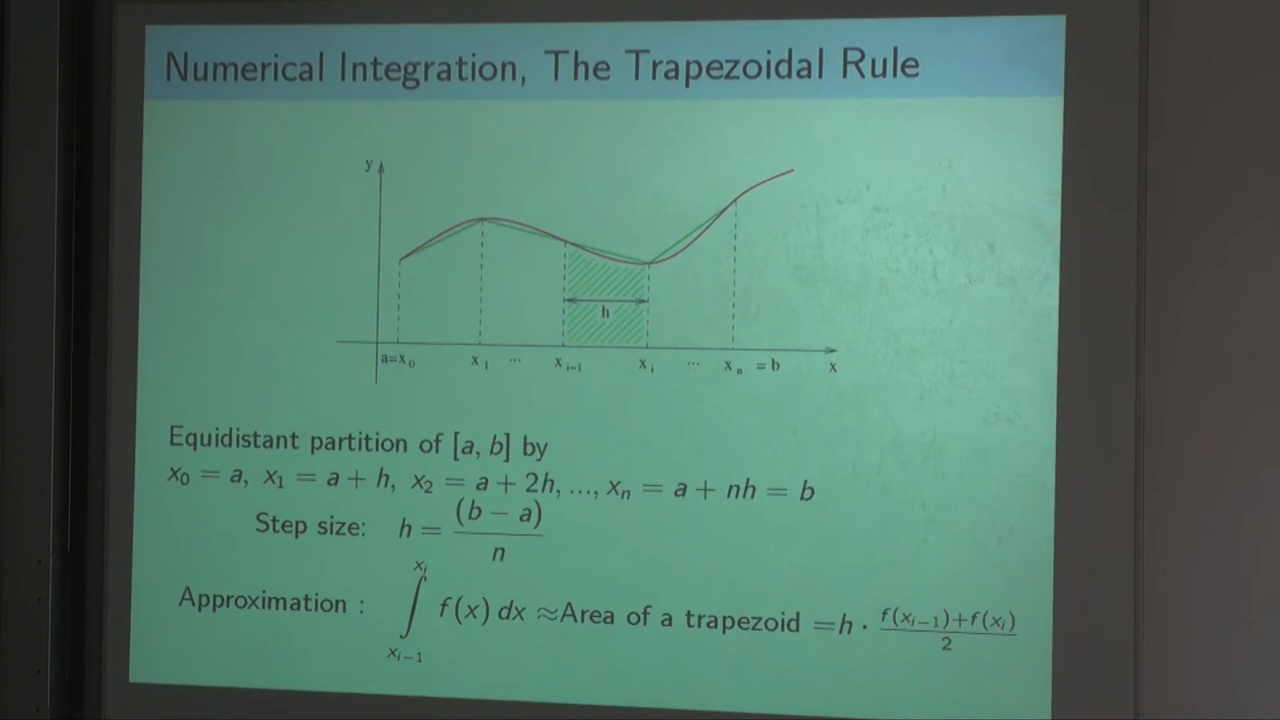 Numerical Integration, The Trapezoidal Rule
y
h
a=x₀ x₁ ... xᵢ₋₁ xᵢ ... xₙ = b x
Equidistant partition of [a, b] by
x₀ = a, x₁ = a + h, x₂ = a + 2h, ..., xₙ = a + nh = b
Step size: h = (b − a)/n
Approximation : ∫_{xᵢ₋₁}^{xᵢ} f(x) dx ≈Area of a trapezoid =h · (f(xᵢ₋₁)+f(xᵢ))/2